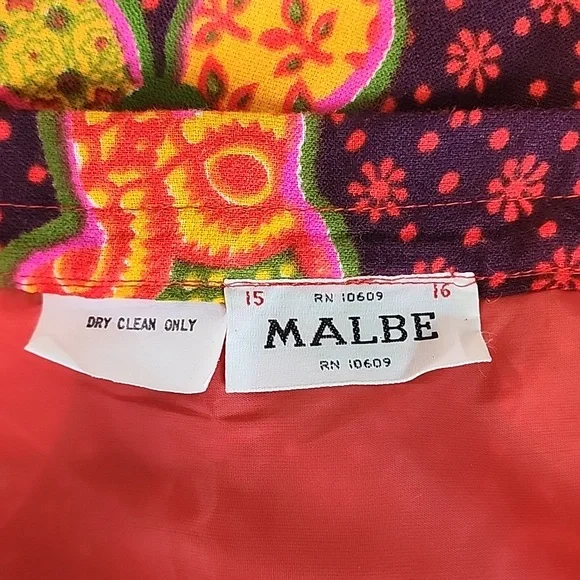 DRY CLEAN ONLY
15 RN 10609 16
MALBE
RN 10609